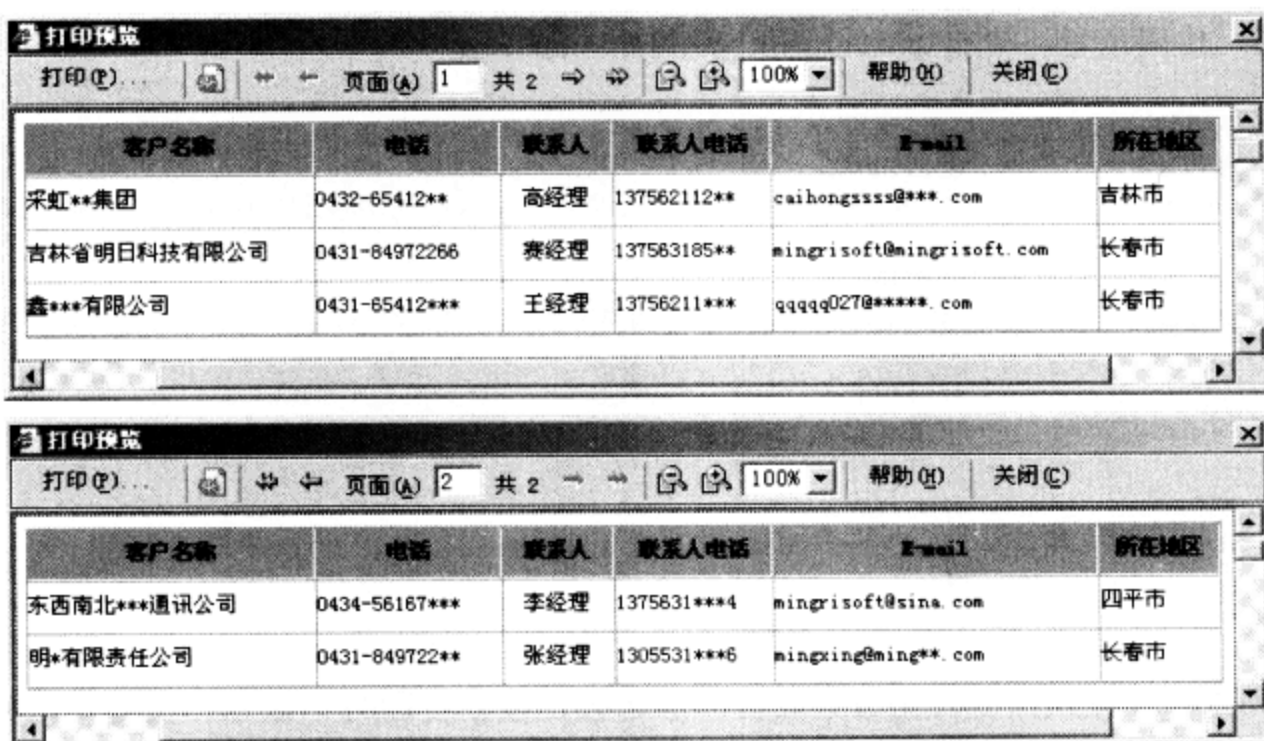 打印预览
打印(P)... 页面(A) 1 共 2 100% 帮助(H) 关闭(C)
客户名称 电话 联系人 联系人电话 E-mail 所在地区
采虹**集团 0432-65412** 高经理 137562112** caihongssss@***.com 吉林市
吉林省明日科技有限公司 0431-84972266 赛经理 137563185** mingrisoft@mingrisoft.com 长春市
鑫***有限公司 0431-65412*** 王经理 13756211*** qqqqq027@*****.com 长春市
打印预览
打印(P)... 页面(A) 2 共 2 100% 帮助(H) 关闭(C)
客户名称 电话 联系人 联系人电话 E-mail 所在地区
东西南北***通讯公司 0434-56167*** 李经理 1375631***4 mingrisoft@sina.com 四平市
明*有限责任公司 0431-849722** 张经理 1305531***6 mingxing@ming**.com 长春市